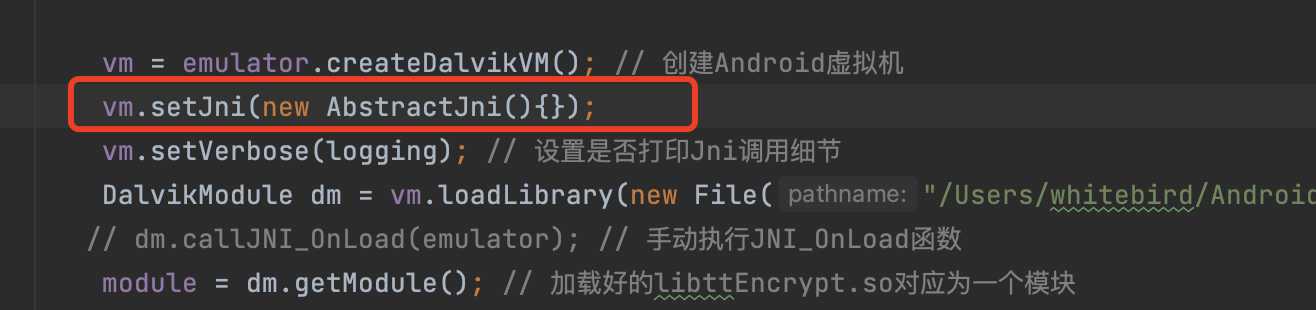 vm = emulator.createDalvikVM(); // 创建Android虚拟机
vm.setJni(new AbstractJni(){});
vm.setVerbose(logging); // 设置是否打印Jni调用细节
DalvikModule dm = vm.loadLibrary(new File( pathname: "/Users/whitebird/Android
// dm.callJNI_OnLoad(emulator); // 手动执行JNI_OnLoad函数
module = dm.getModule(); // 加载好的libttEncrypt.so对应为一个模块